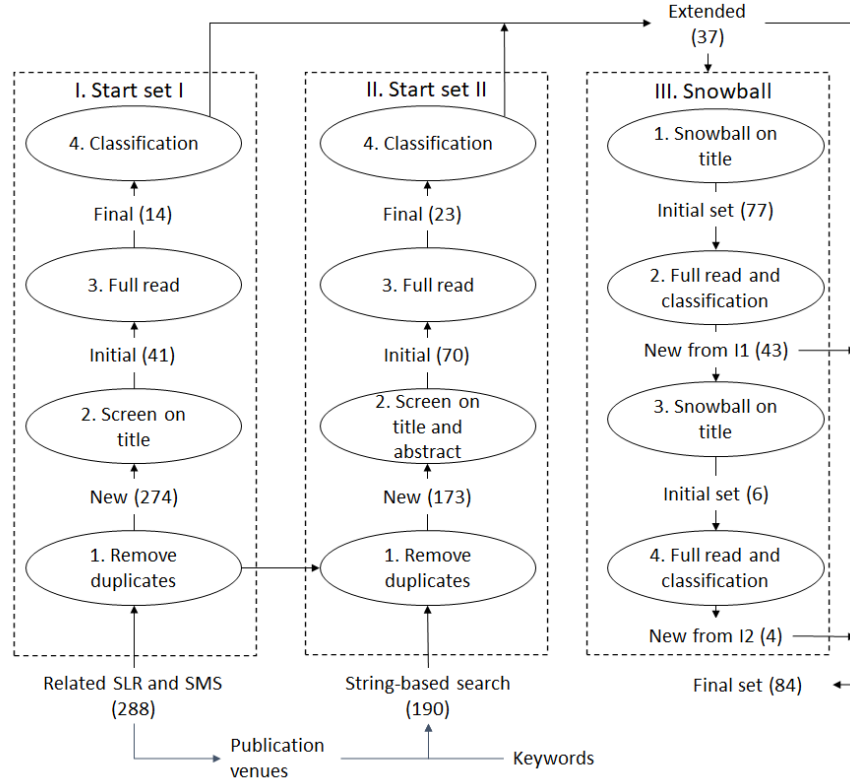 Extended
(37)
I. Start set I
4. Classification
Final (14)
3. Full read
Initial (41)
2. Screen on
title
New (274)
1. Remove
duplicates
Related SLR and SMS
(288)
II. Start set II
4. Classification
Final (23)
3. Full read
Initial (70)
2. Screen on
title and
abstract
New (173)
1. Remove
duplicates
String-based search
(190)
Publication
venues
Keywords
III. Snowball
1. Snowball on
title
Initial set (77)
2. Full read and
classification
New from I1 (43)
3. Snowball on
title
Initial set (6)
4. Full read and
classification
New from I2 (4)
Final set (84)